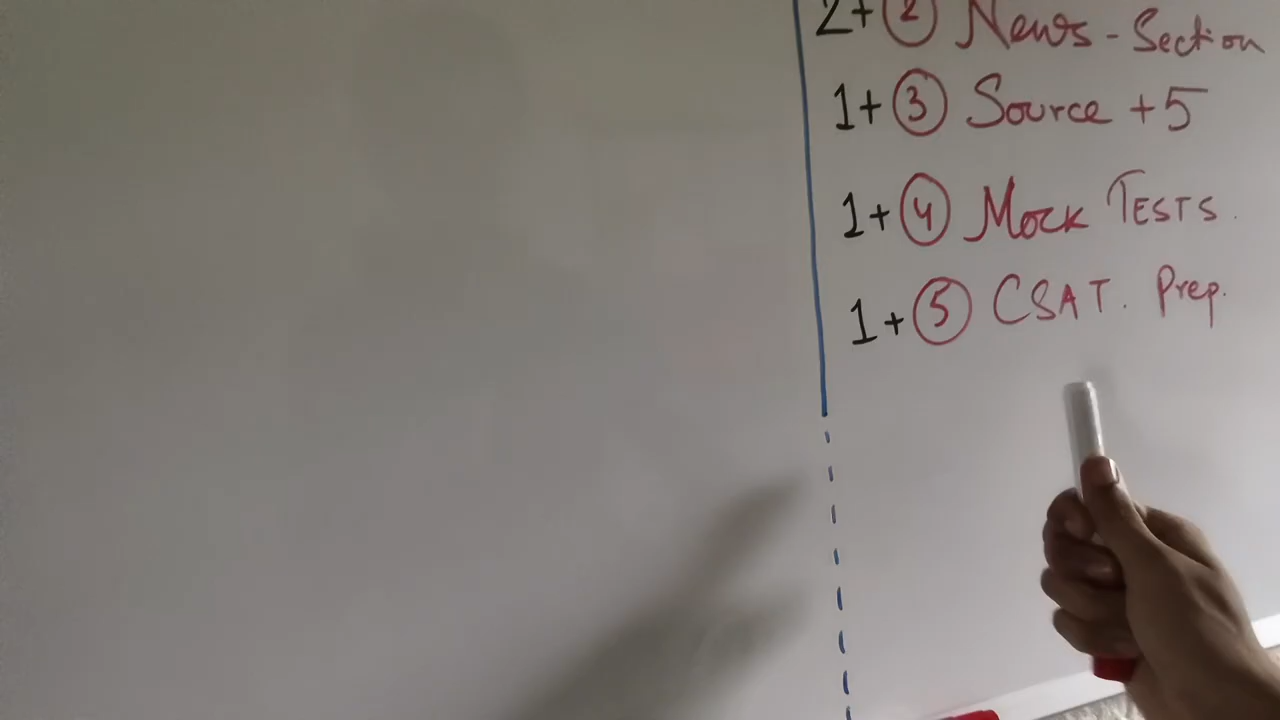 2+ ② News - Section
1+ ③ Source +5
1+ ④ Mock TESTS.
1+ ⑤ CSAT. Prep.